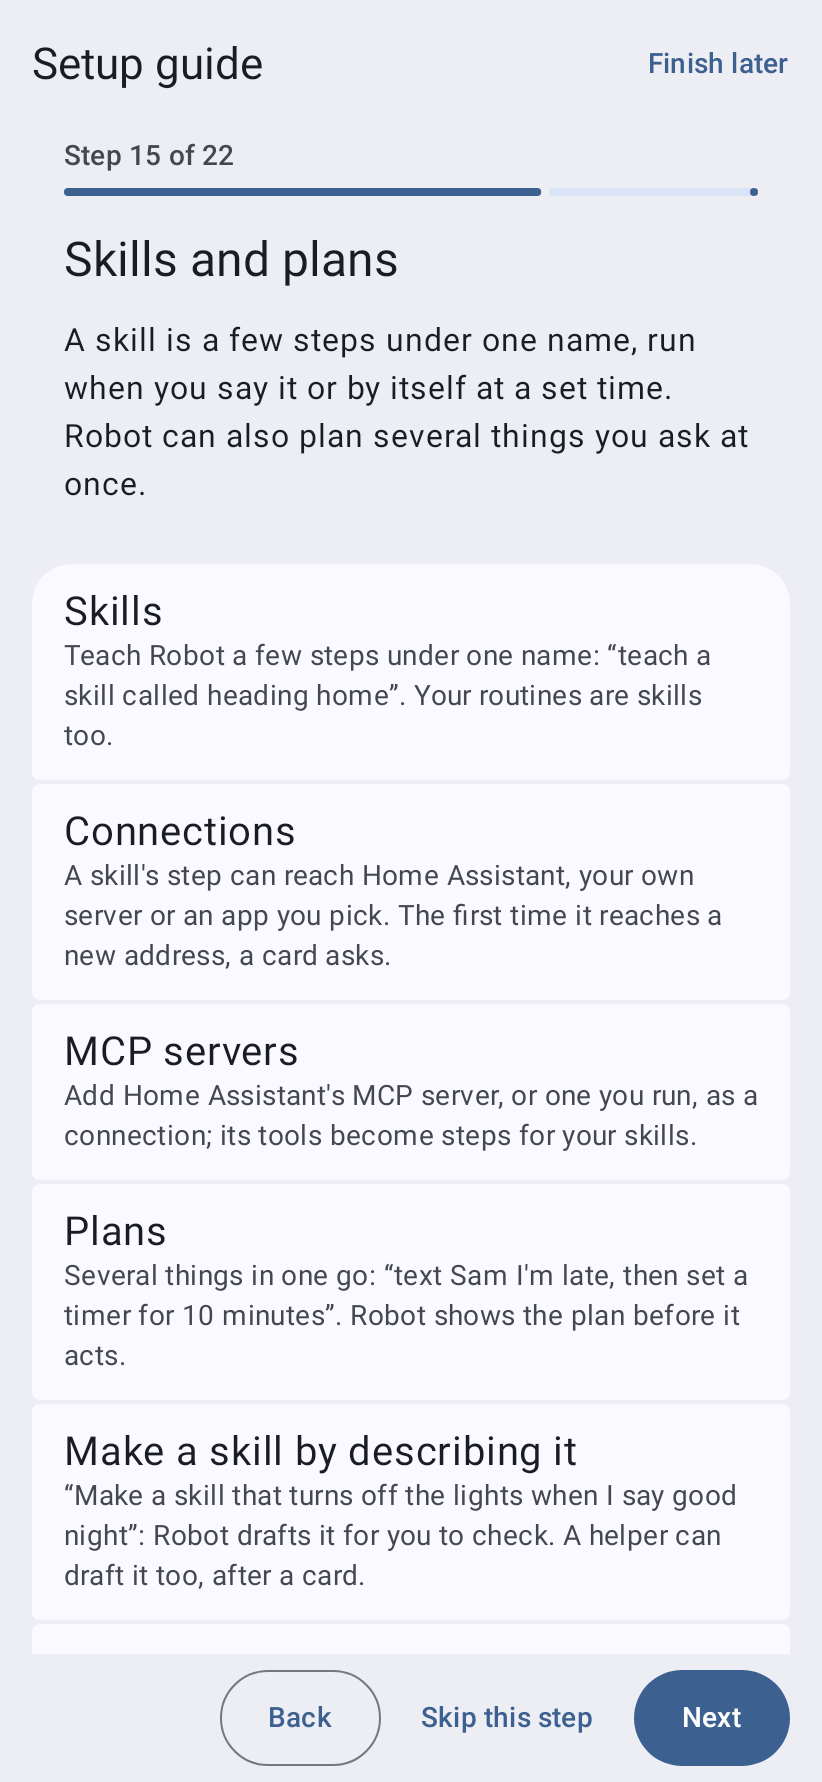 Setup guide
Finish later
Step 15 of 22
Skills and plans
A skill is a few steps under one name, run
when you say it or by itself at a set time.
Robot can also plan several things you ask at
once.
Skills
Teach Robot a few steps under one name: “teach a
skill called heading home”. Your routines are skills
too.
Connections
A skill's step can reach Home Assistant, your own
server or an app you pick. The first time it reaches a
new address, a card asks.
MCP servers
Add Home Assistant's MCP server, or one you run, as a
connection; its tools become steps for your skills.
Plans
Several things in one go: “text Sam I'm late, then set a
timer for 10 minutes”. Robot shows the plan before it
acts.
Make a skill by describing it
“Make a skill that turns off the lights when I say good
night”: Robot drafts it for you to check. A helper can
draft it too, after a card.
Back
Skip this step
Next